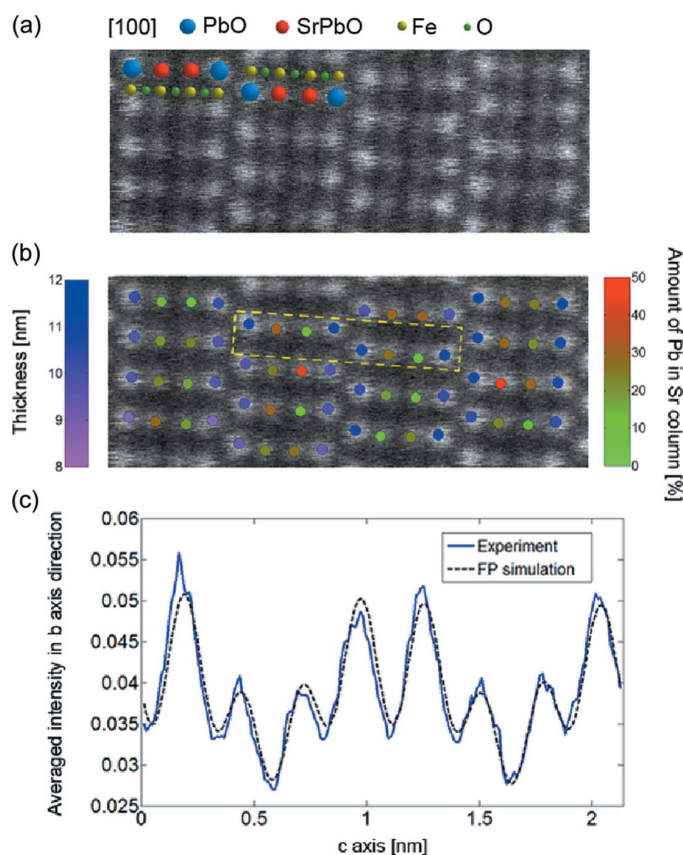 (a)
[100] PbO SrPbO Fe O
(b)
Thickness [nm]
12
11
10
9
8
Amount of Pb in Sr column [%]
50
40
30
20
10
0
(c)
Averaged intensity in b axis direction
0.06
0.055
0.05
0.045
0.04
0.035
0.03
0.025
Experiment
FP simulation
0
0.5
1
1.5
2
c axis [nm]